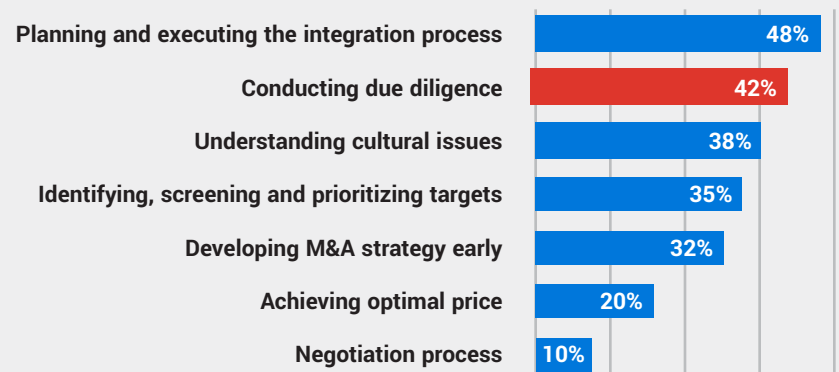 Planning and executing the integration process 48%
Conducting due diligence 42%
Understanding cultural issues 38%
Identifying, screening and prioritizing targets 35%
Developing M&A strategy early 32%
Achieving optimal price 20%
Negotiation process 10%